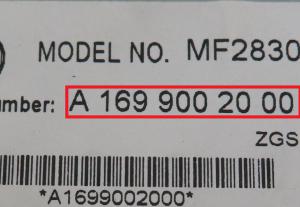 MODEL NO. MF2830
umber: A 169 900 20 00
ZGS
*A1699002000*